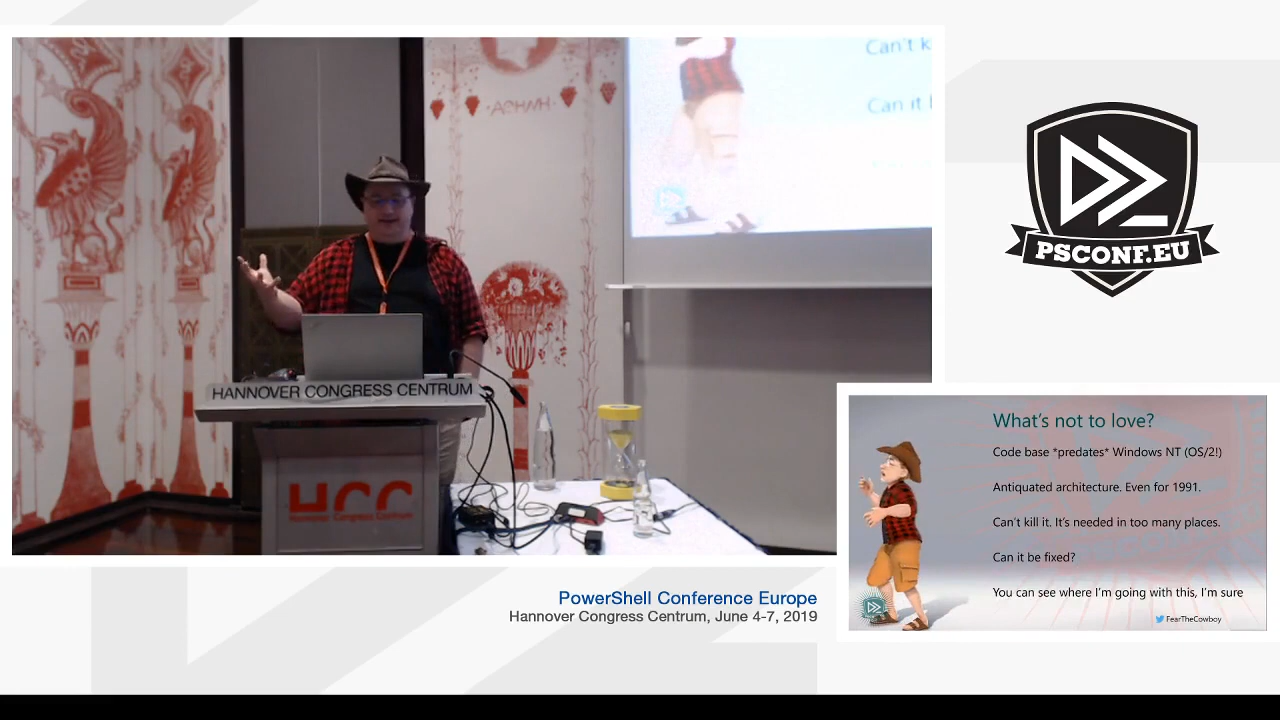 Can't k
Can it
HANNOVER CONGRESS CENTRUM
HCC
Hannover Congress Centrum
PSCONF.EU
What's not to love?
Code base *predates* Windows NT (OS/2!)
Antiquated architecture. Even for 1991.
Can't kill it. It's needed in too many places.
Can it be fixed?
You can see where I'm going with this, I'm sure
FearTheCowboy
PowerShell Conference Europe
Hannover Congress Centrum, June 4-7, 2019